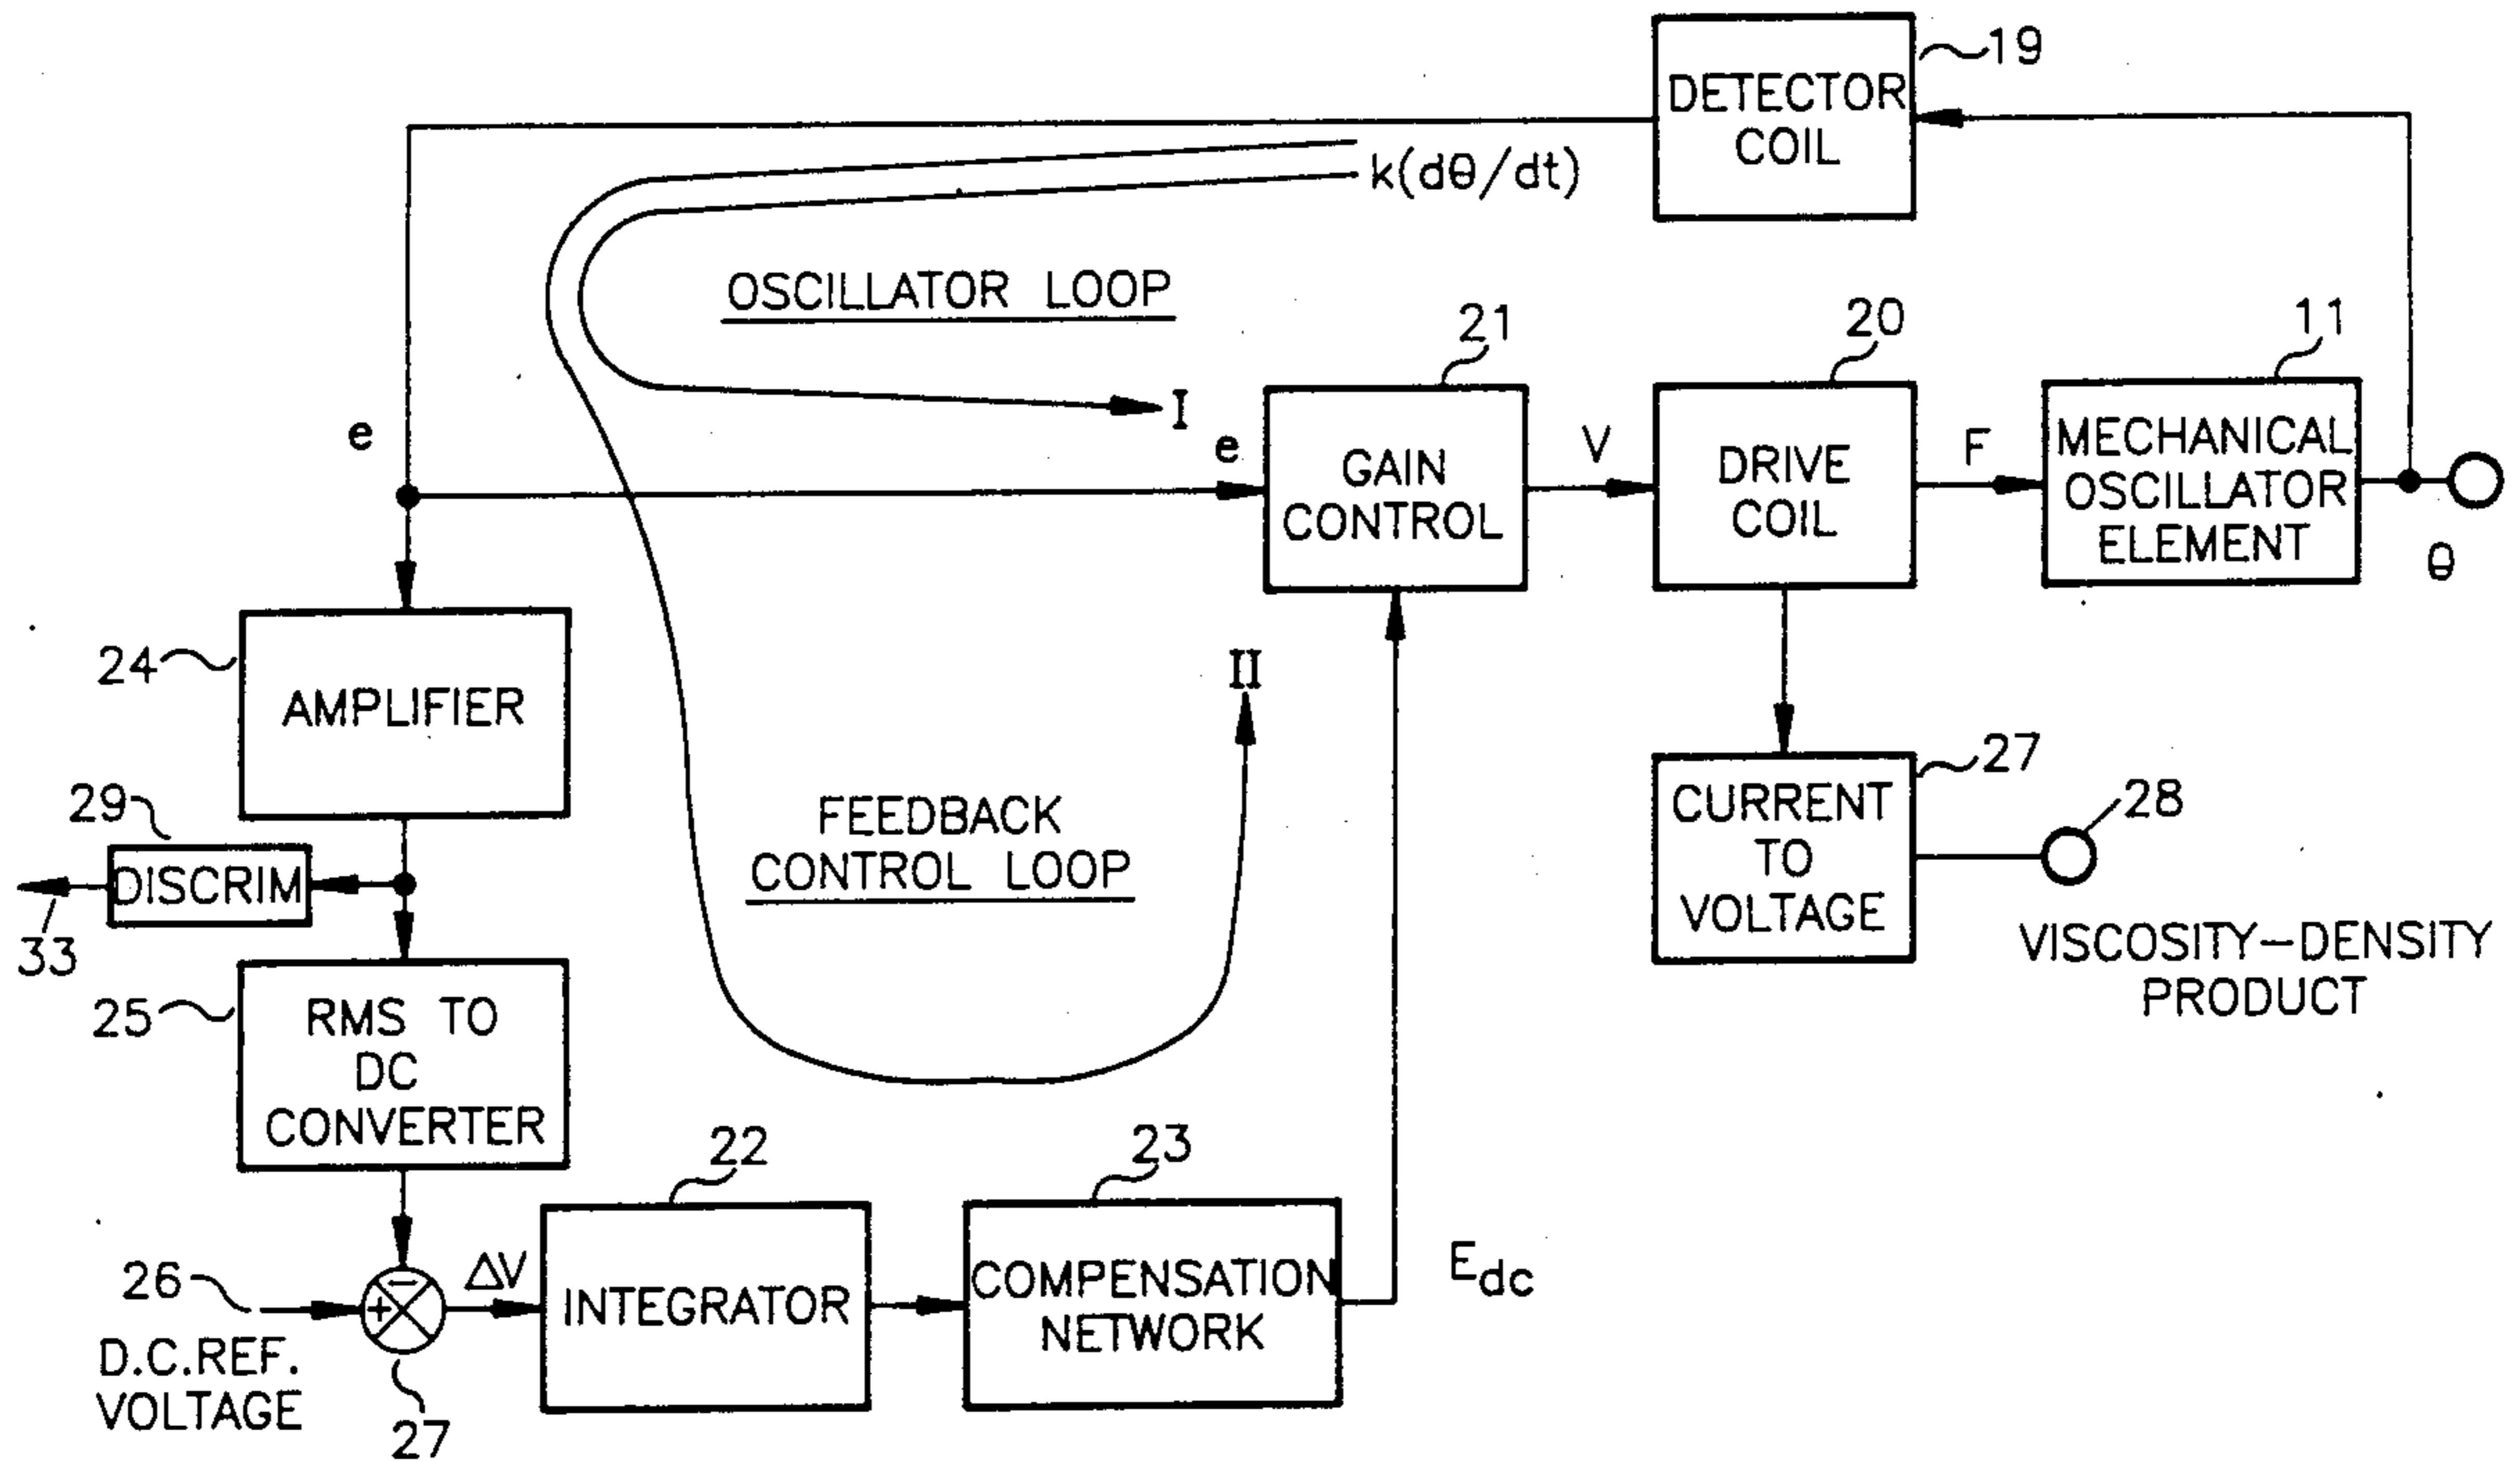 19
DETECTOR
COIL
k(dθ/dt)
OSCILLATOR LOOP
21
20
11
e
I
e
GAIN
CONTROL
V
DRIVE
COIL
F
MECHANICAL
OSCILLATOR
ELEMENT
θ
24
AMPLIFIER
II
29
DISCRIM
33
FEEDBACK
CONTROL LOOP
27
CURRENT
TO
VOLTAGE
28
VISCOSITY-DENSITY
PRODUCT
25
RMS TO
DC
CONVERTER
22
23
26
D.C.REF.
VOLTAGE
+
−
27
ΔV
INTEGRATOR
COMPENSATION
NETWORK
Edc